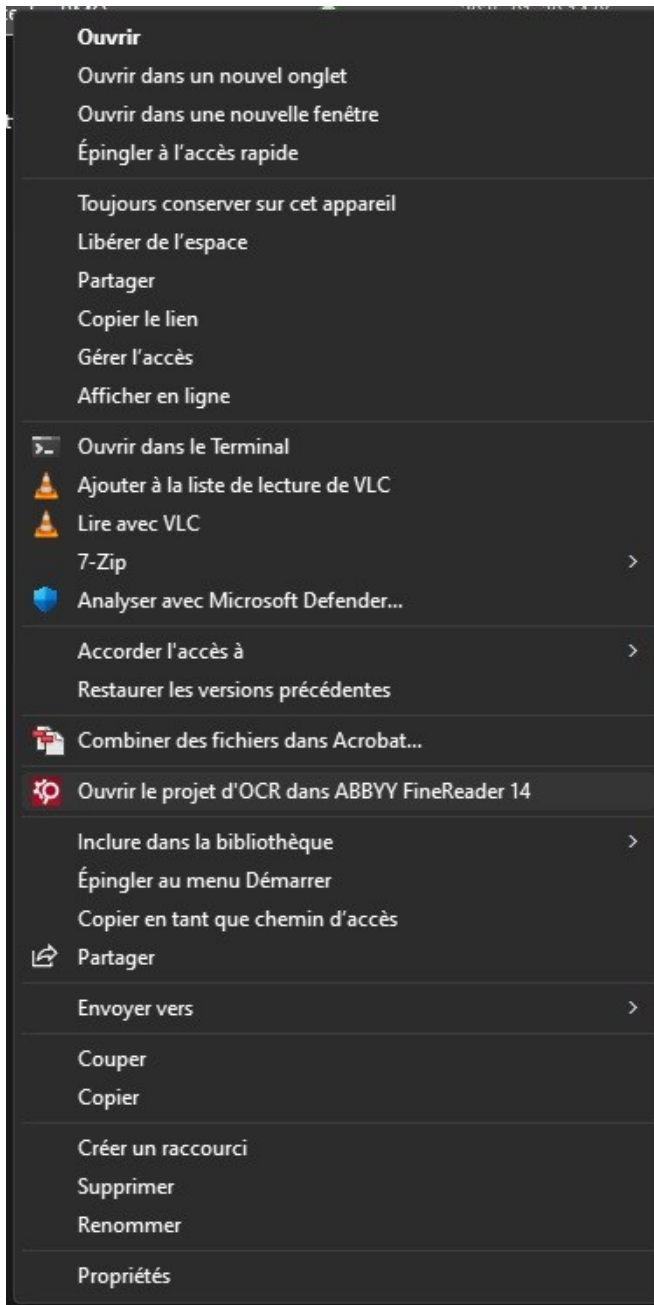 Ouvrir
Ouvrir dans un nouvel onglet
Ouvrir dans une nouvelle fenêtre
Épingler à l’accès rapide
Toujours conserver sur cet appareil
Libérer de l’espace
Partager
Copier le lien
Gérer l’accès
Afficher en ligne
Ouvrir dans le Terminal
Ajouter à la liste de lecture de VLC
Lire avec VLC
7-Zip
Analyser avec Microsoft Defender...
Accorder l'accès à
Restaurer les versions précédentes
Combiner des fichiers dans Acrobat...
Ouvrir le projet d'OCR dans ABBYY FineReader 14
Inclure dans la bibliothèque
Épingler au menu Démarrer
Copier en tant que chemin d’accès
Partager
Envoyer vers
Couper
Copier
Créer un raccourci
Supprimer
Renommer
Propriétés